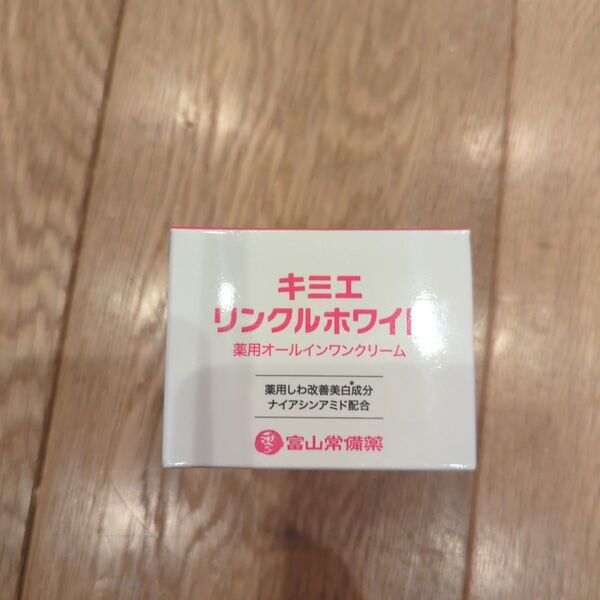 キミエ
リンクルホワイト
薬用オールインワンクリーム
薬用しわ改善美白*成分
ナイアシンアミド配合
富山常備薬